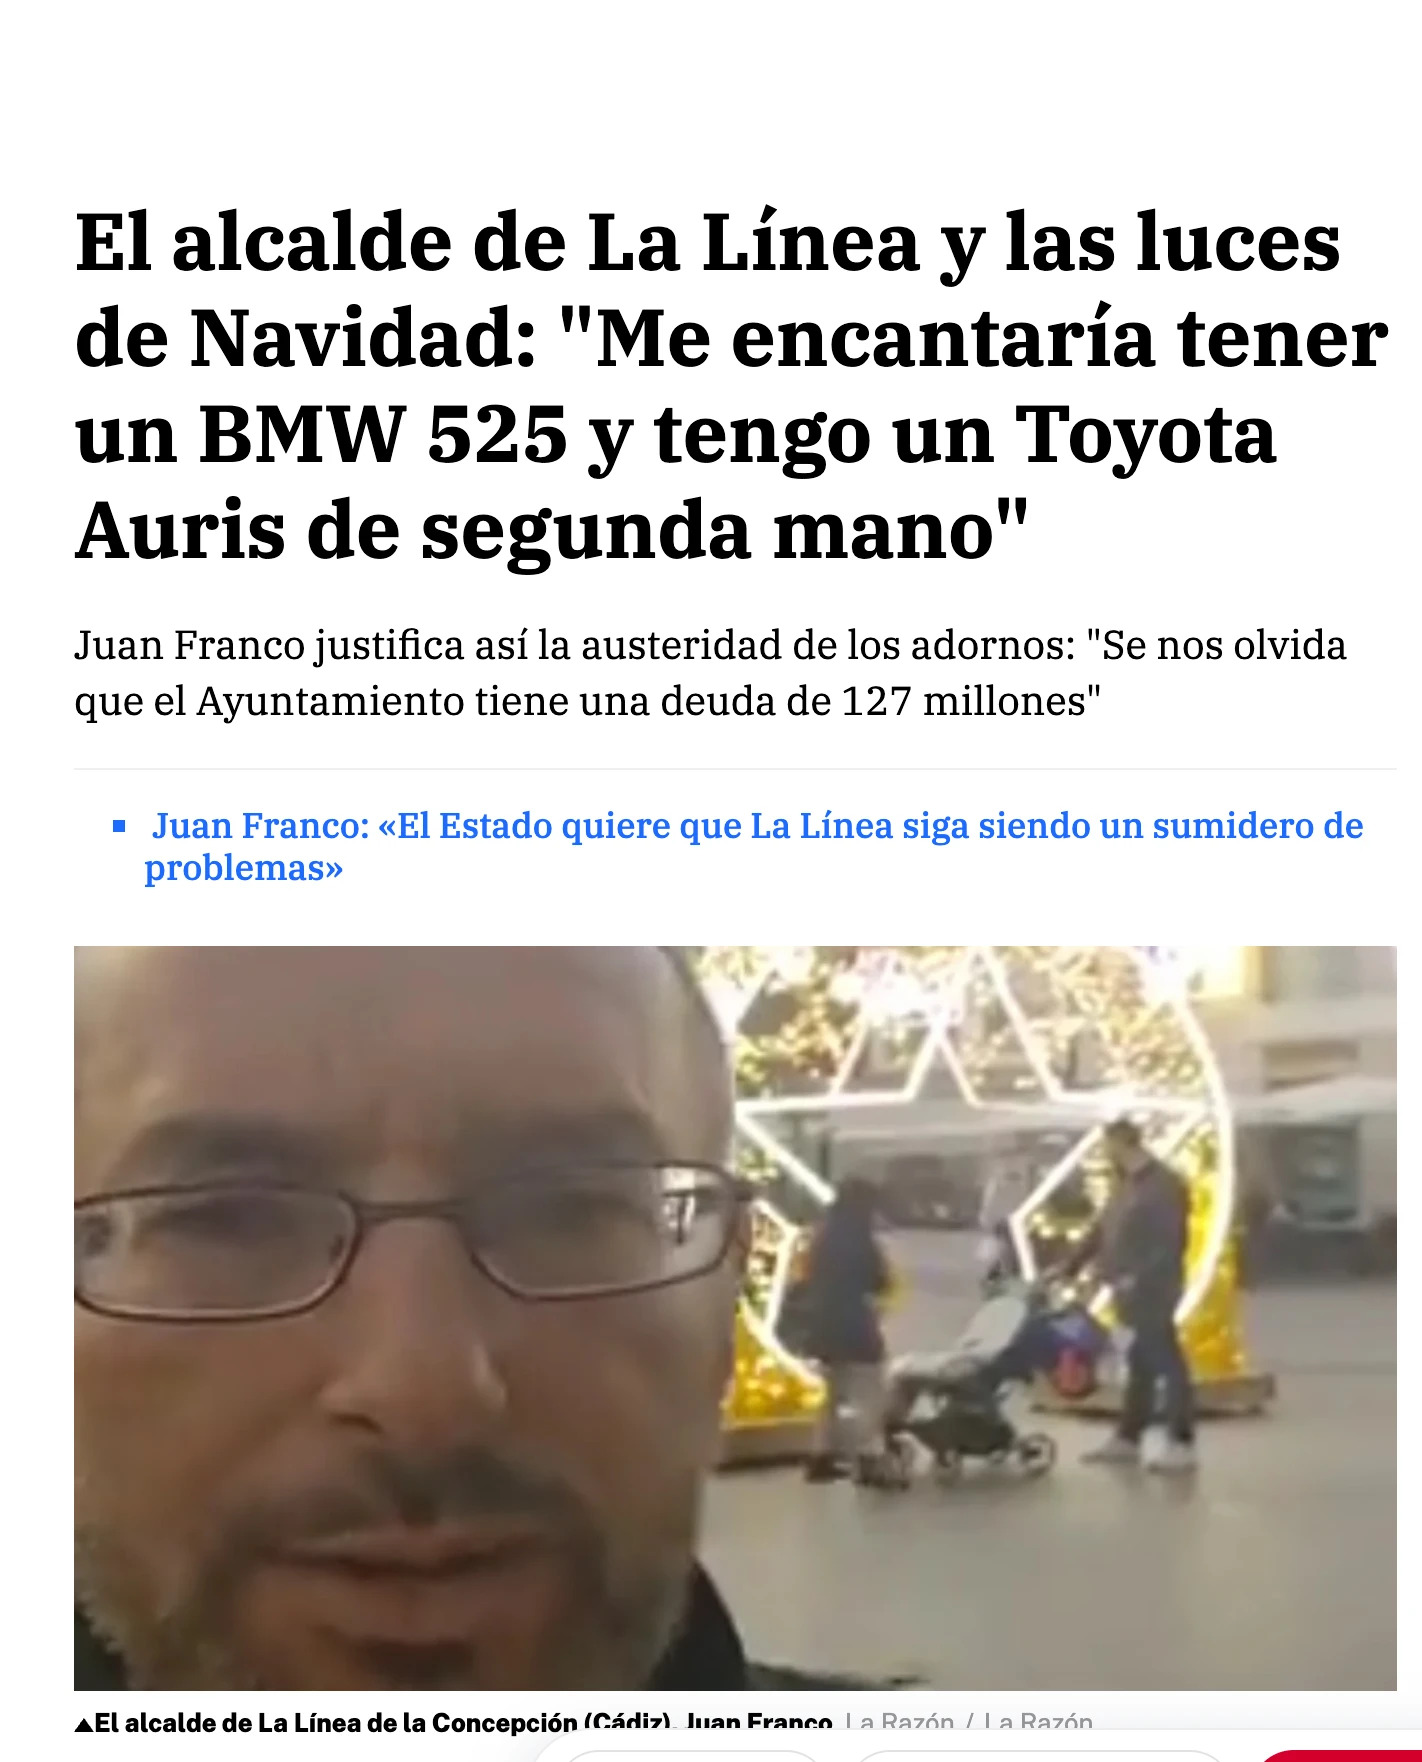 El alcalde de La Línea y las luces
de Navidad: "Me encantaría tener
un BMW 525 y tengo un Toyota
Auris de segunda mano"
Juan Franco justifica así la austeridad de los adornos: "Se nos olvida
que el Ayuntamiento tiene una deuda de 127 millones"
Juan Franco: «El Estado quiere que La Línea siga siendo un sumidero de
problemas»
▲El alcalde de La Línea de la Concepción (Cádiz), Juan Franco La Razón / La Razón